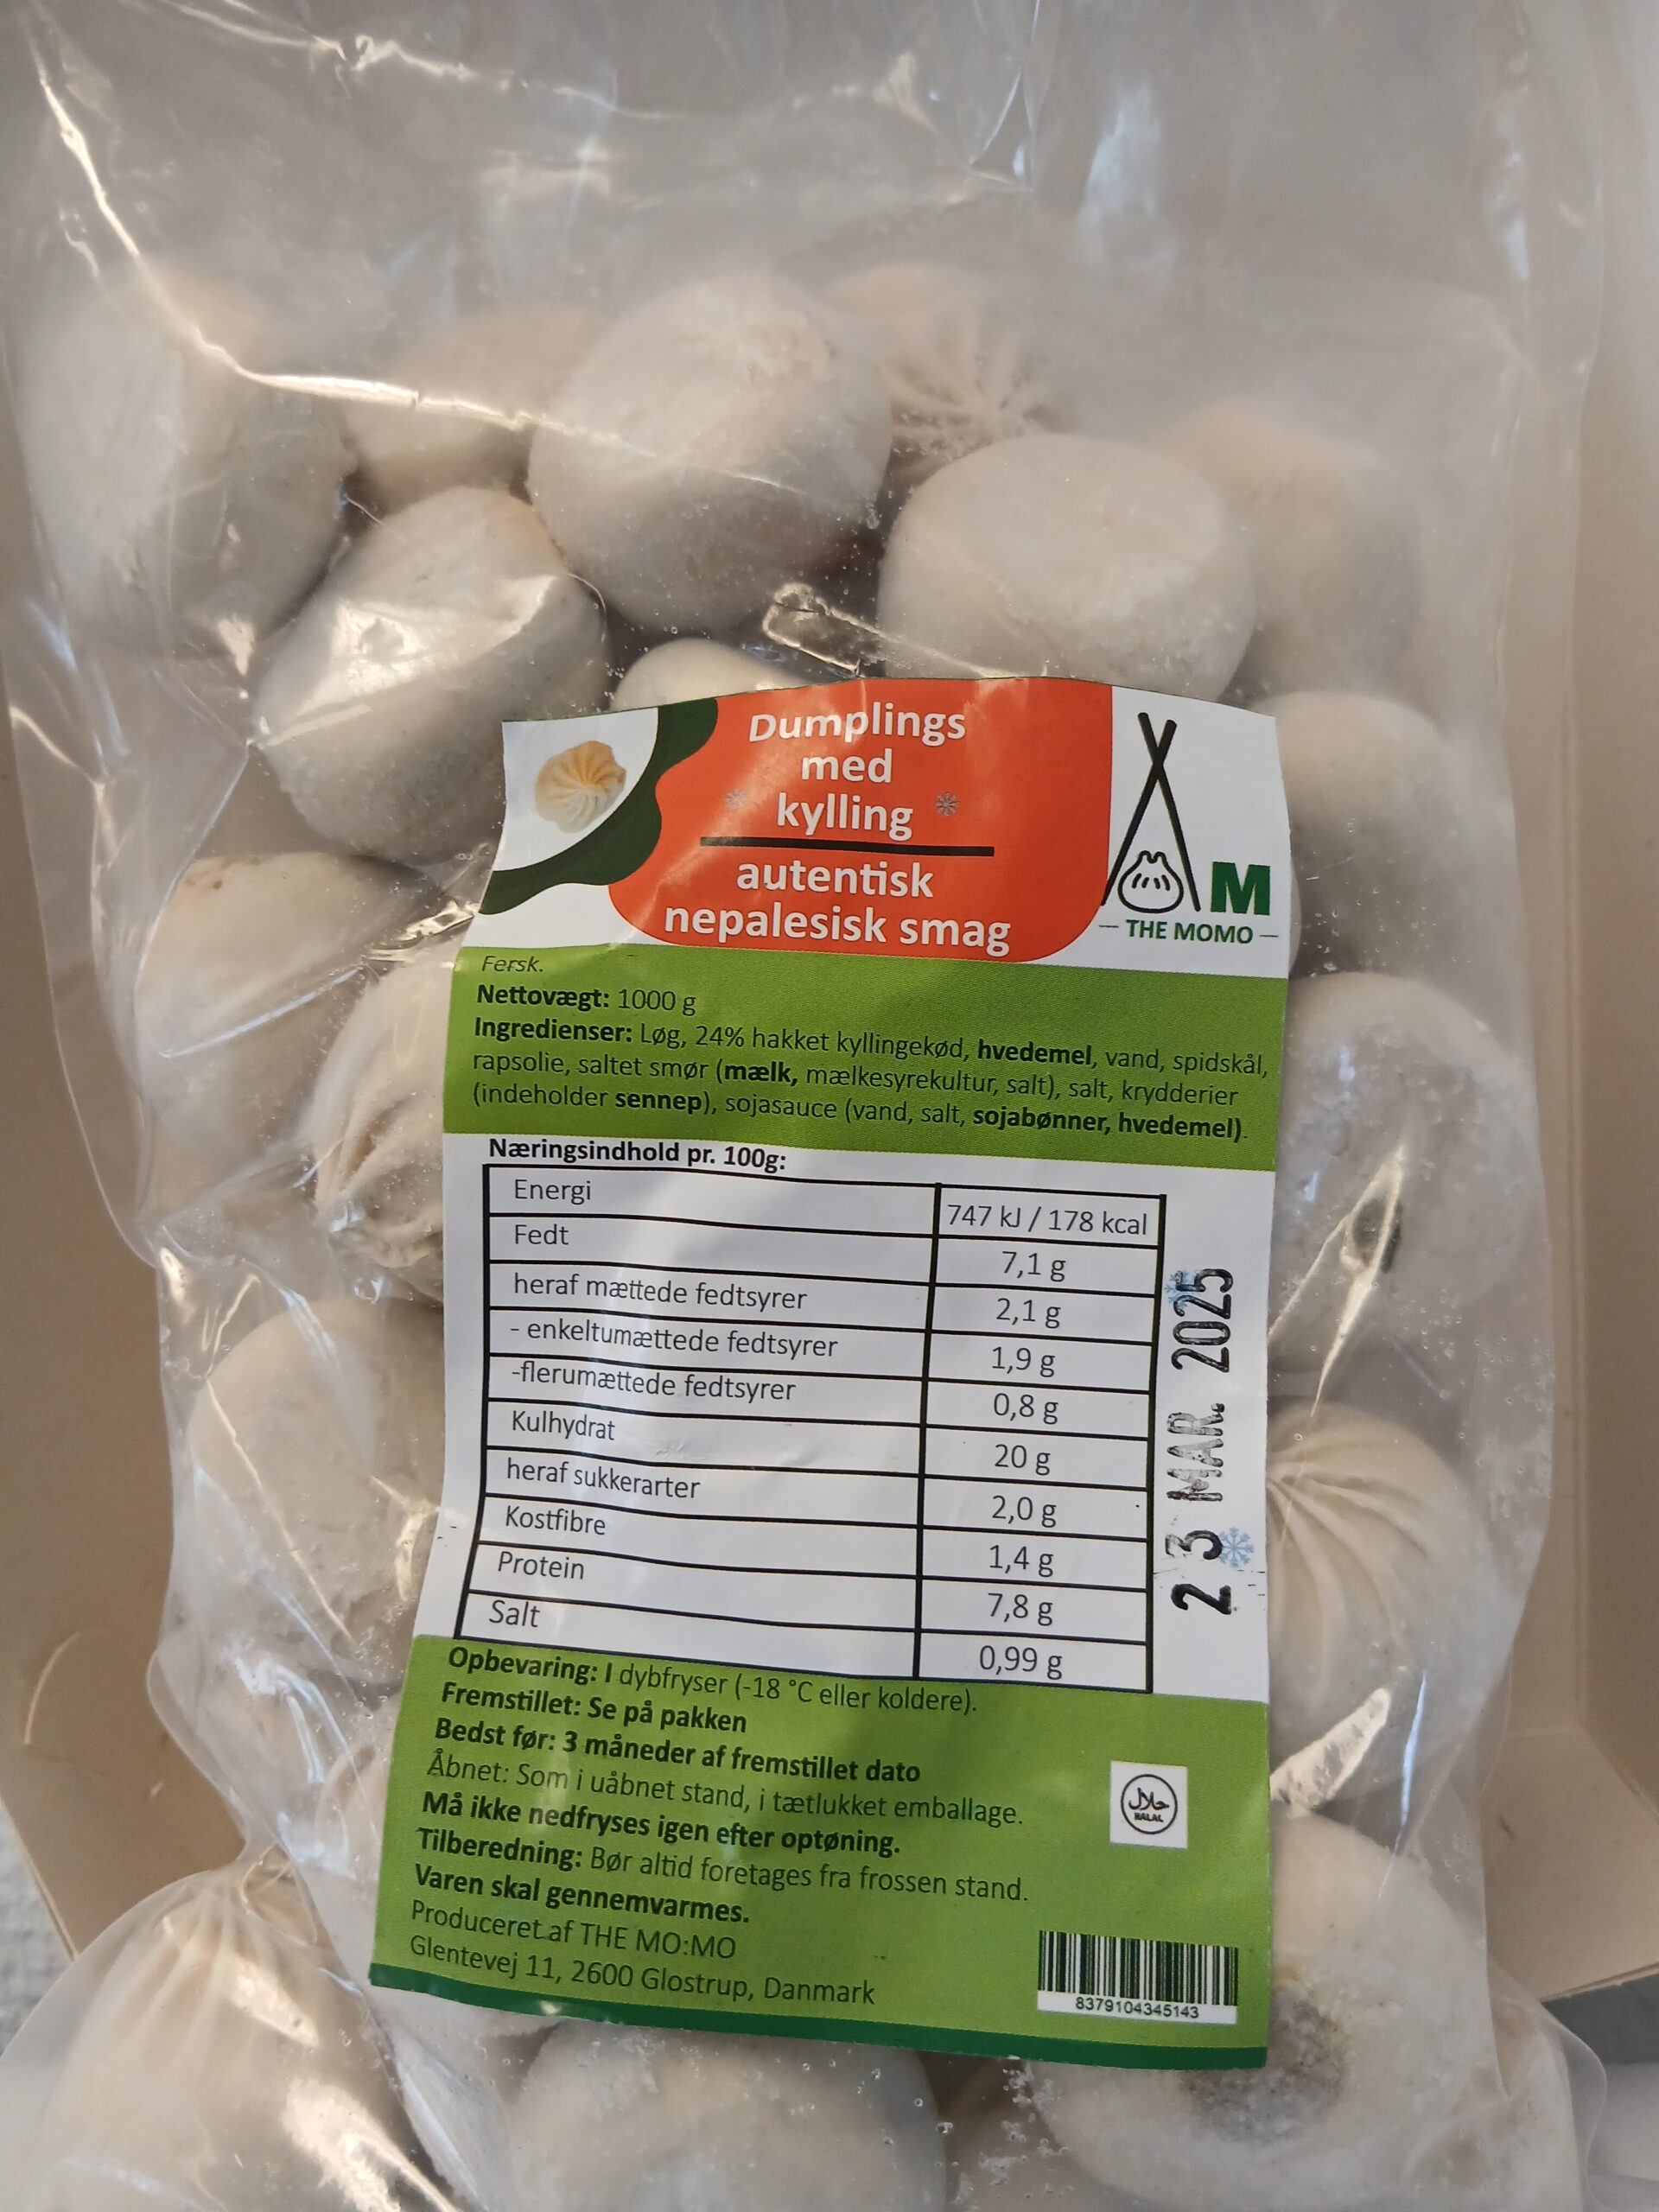 Dumplings
med
kylling
autentisk
nepalesisk smag
M
THE MOMO
Fersk.
Nettovægt: 1000 g
Ingredienser: Løg, 24% hakket kyllingekød, hvedemel, vand, spidskål,
rapsolie, saltet smør (mælk, mælkesyrekultur, salt), salt, krydderier
(indeholder sennep), sojasauce (vand, salt, sojabønner, hvedemel).
Næringsindhold pr. 100g:
Energi 747 kJ / 178 kcal
Fedt 7,1 g
heraf mættede fedtsyrer 2,1 g
- enkeltumættede fedtsyrer 1,9 g
-flerumættede fedtsyrer 0,8 g
Kulhydrat 20 g
heraf sukkerarter 2,0 g
Kostfibre 1,4 g
Protein 7,8 g
Salt 0,99 g
23 MAR. 2025
Opbevaring: I dybfryser (-18 °C eller koldere).
Fremstillet: Se på pakken
Bedst før: 3 måneder af fremstillet dato
Åbnet: Som i uåbnet stand, i tætlukket emballage.
Må ikke nedfryses igen efter optøning.
Tilberedning: Bør altid foretages fra frossen stand.
Varen skal gennemvarmes.
Produceret af THE MO:MO
Glentevej 11, 2600 Glostrup, Danmark
حلال
HALAL
8379104345143